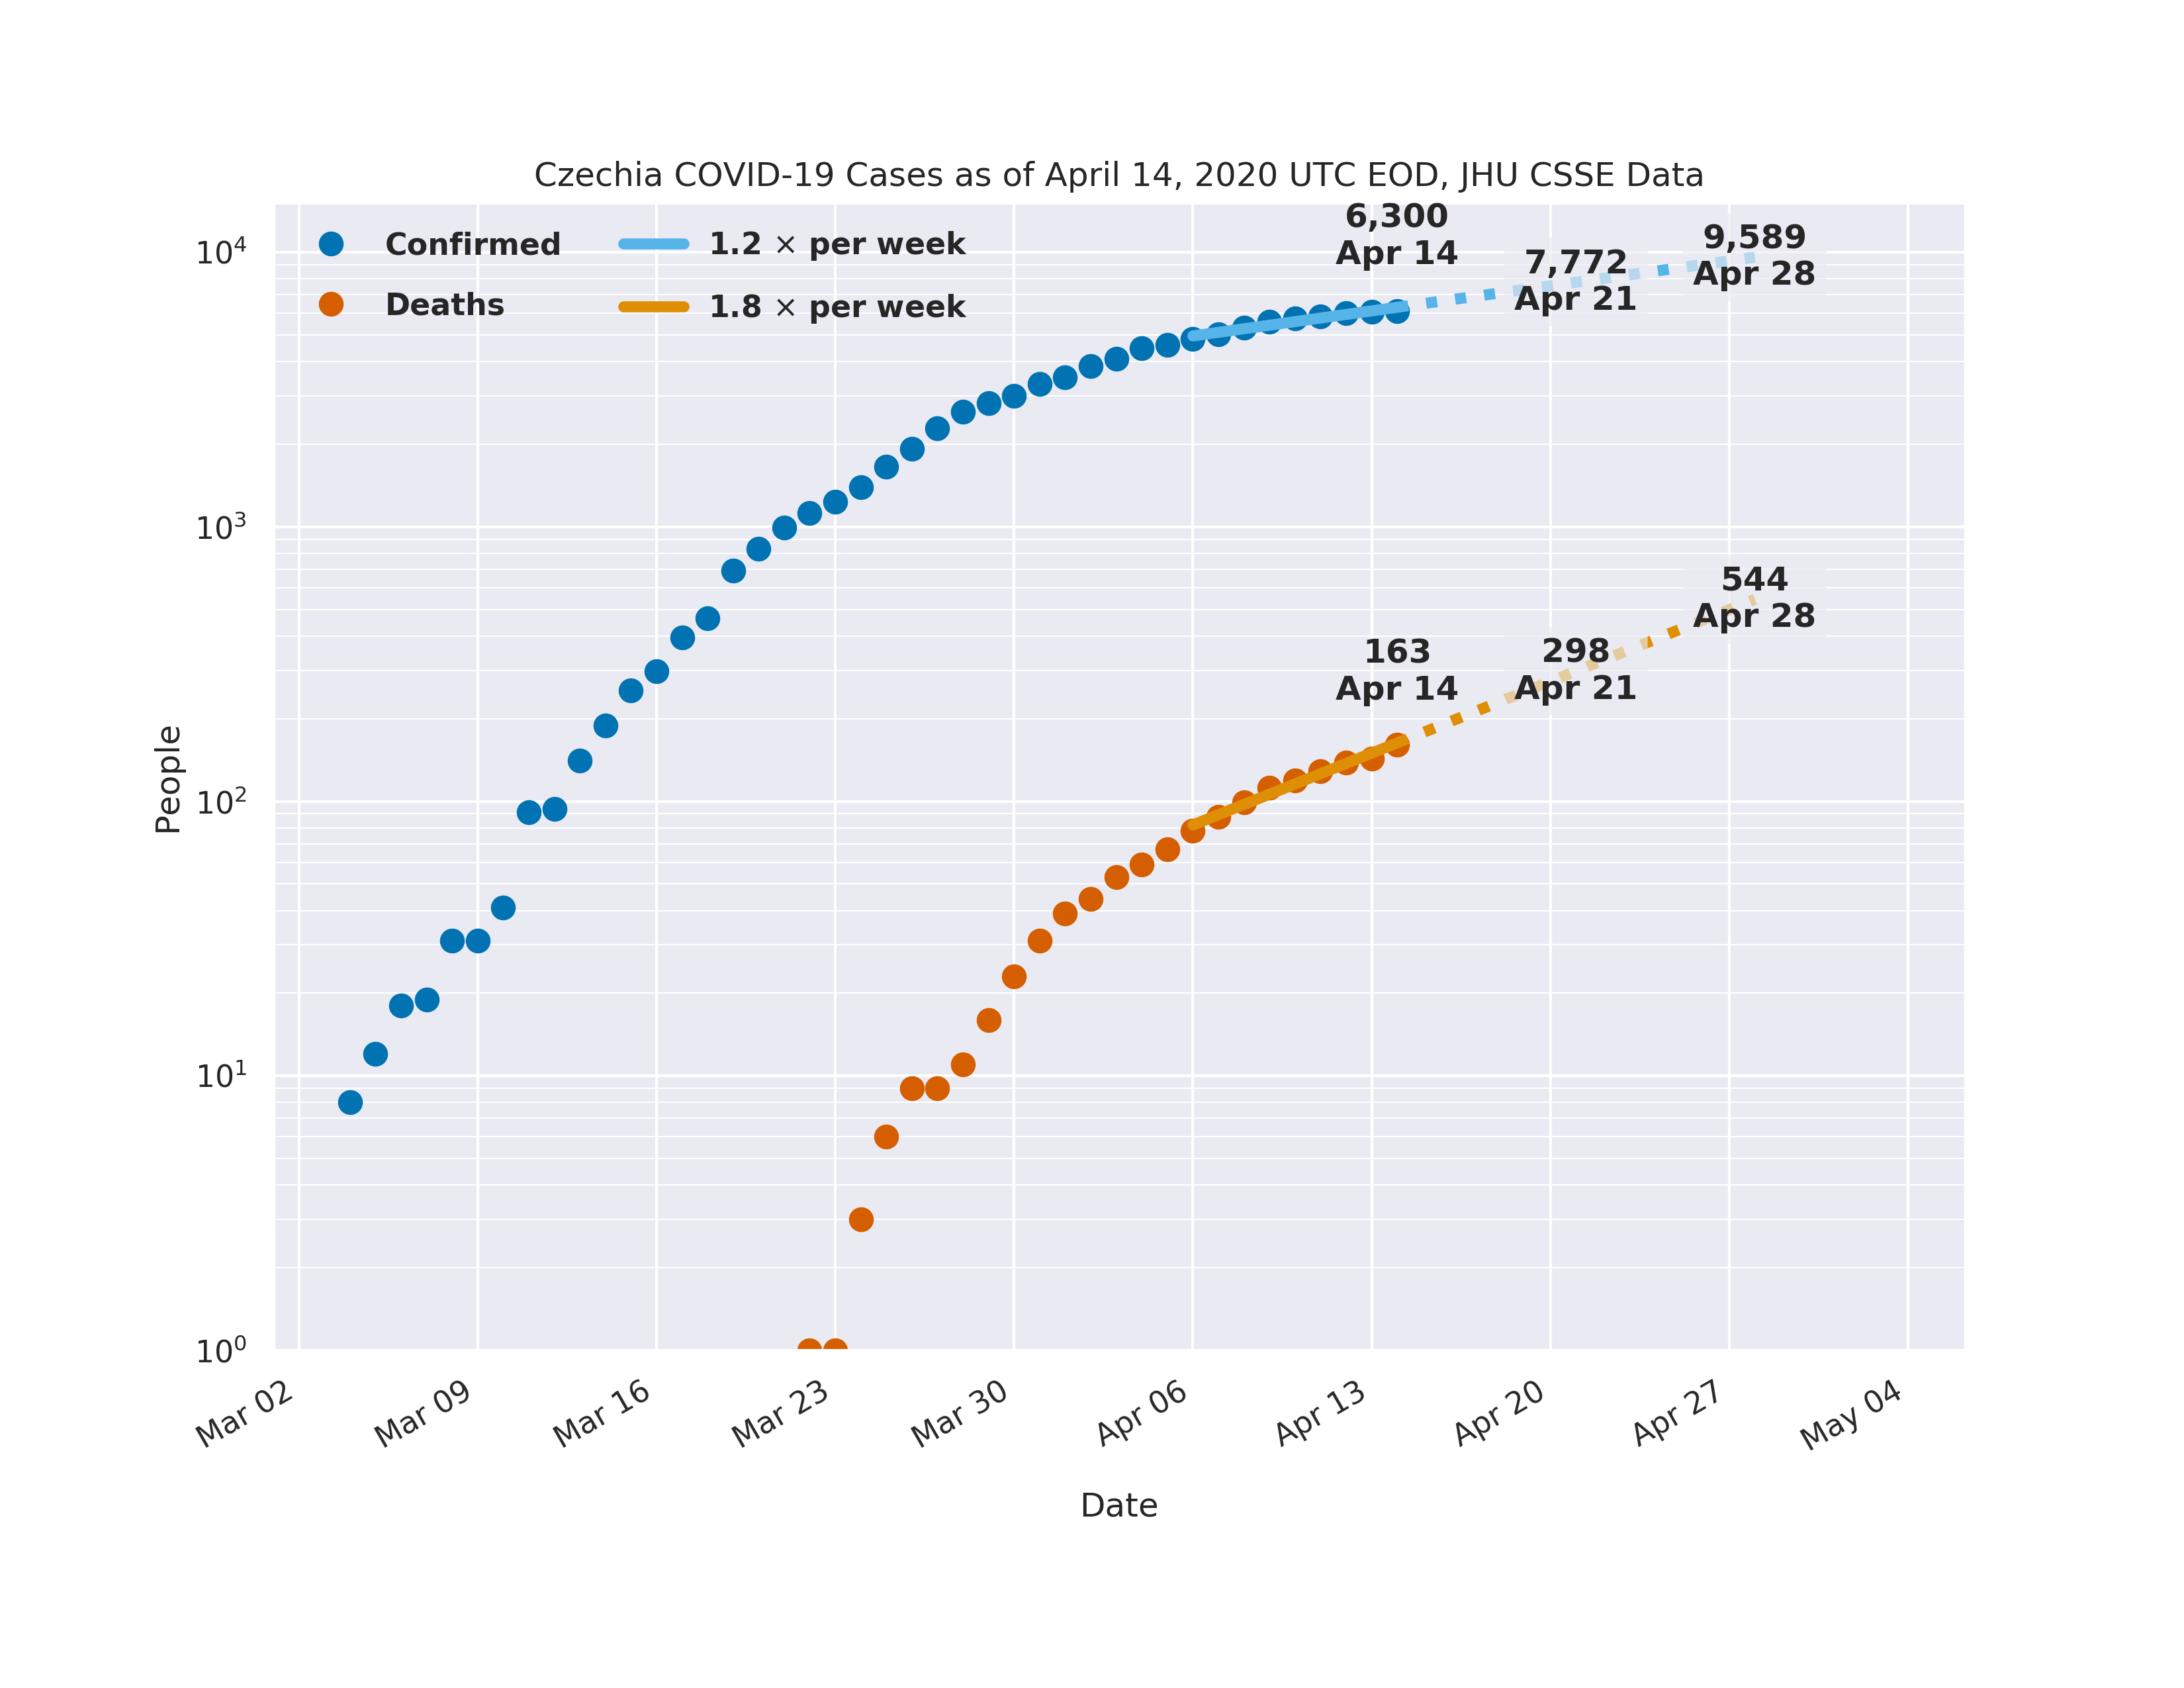 Czechia COVID-19 Cases as of April 14, 2020 UTC EOD, JHU CSSE Data
Confirmed
Deaths
1.2 × per week
1.8 × per week
6,300
Apr 14
7,772
Apr 21
9,589
Apr 28
163
Apr 14
298
Apr 21
544
Apr 28
People
10⁴
10³
10²
10¹
10⁰
Mar 02
Mar 09
Mar 16
Mar 23
Mar 30
Apr 06
Apr 13
Apr 20
Apr 27
May 04
Date